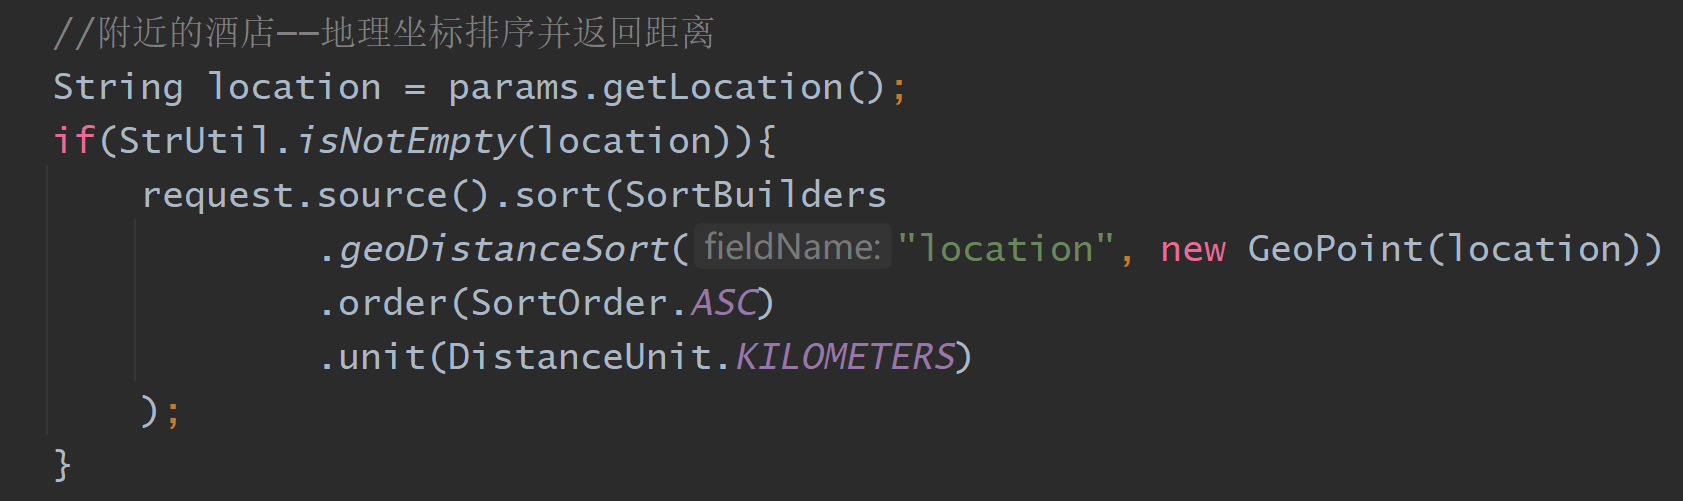 //附近的酒店——地理坐标排序并返回距离
String location = params.getLocation();
if(StrUtil.isNotEmpty(location)){
request.source().sort(SortBuilders
.geoDistanceSort( fieldName: "location", new GeoPoint(location))
.order(SortOrder.ASC)
.unit(DistanceUnit.KILOMETERS)
);
}